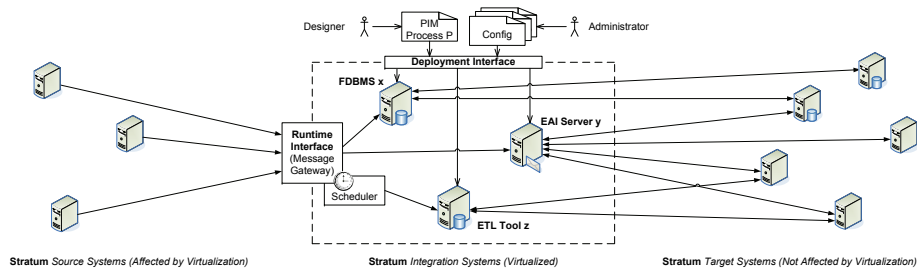 Designer
PIM
Process P
Config
Administrator
Deployment Interface
FDBMS x
EAI Server y
Runtime
Interface
(Message
Gateway)
Scheduler
ETL Tool z
Stratum Source Systems (Affected by Virtualization)
Stratum Integration Systems (Virtualized)
Stratum Target Systems (Not Affected by Virtualization)